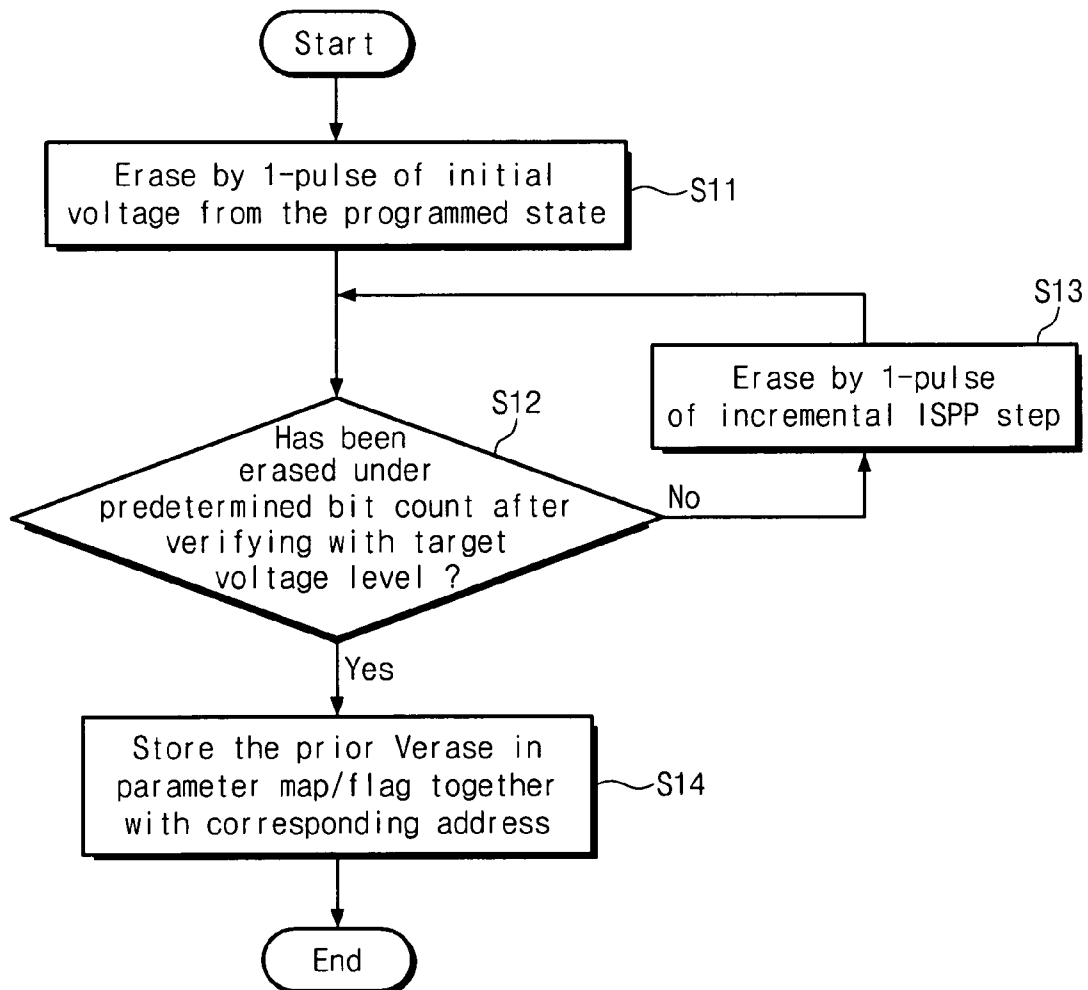 Start
Erase by 1-pulse of initial
voltage from the programmed state
S11
S13
Erase by 1-pulse
of incremental ISPP step
S12
Has been
erased under
predetermined bit count after
verifying with target
voltage level ?
No
Yes
Store the prior Verase in
parameter map/flag together
with corresponding address
S14
End